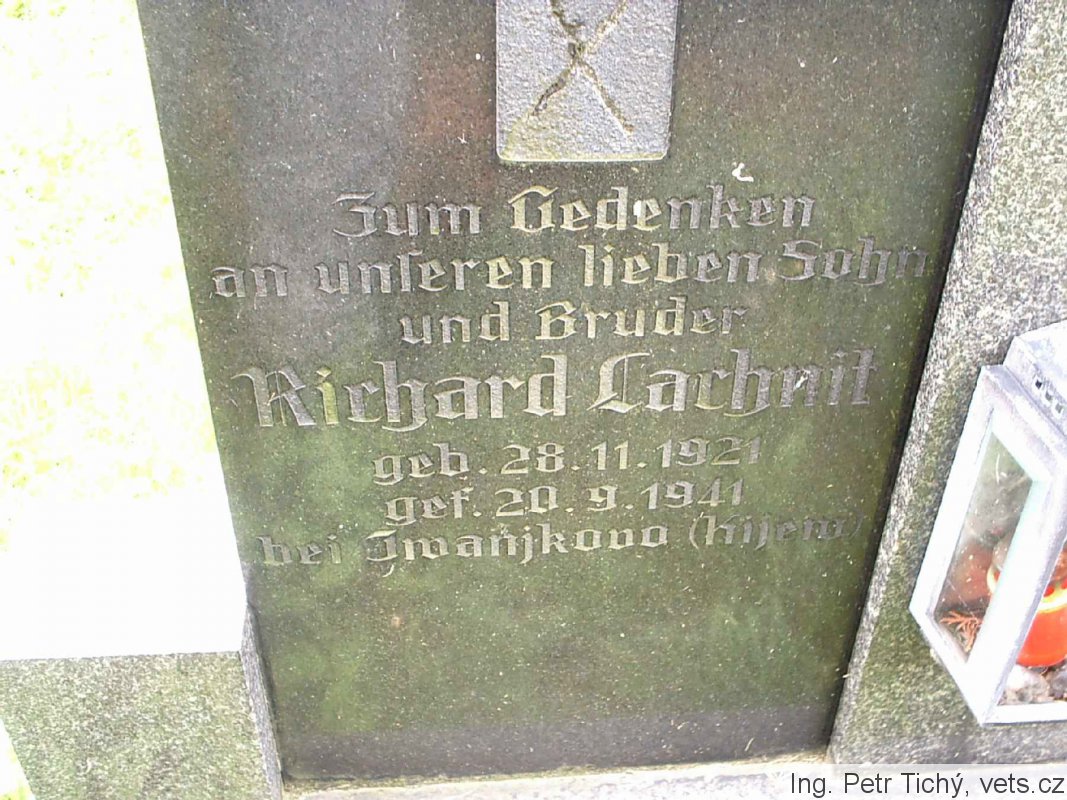 Zum Gedenken
an unſeren lieben Sohn
und Bruder
Richard Lachnit
geb. 28.11.1921
gef. 20.9.1941
bei Iwańjkovo (Kijew)
Ing. Petr Tichý, vets.cz